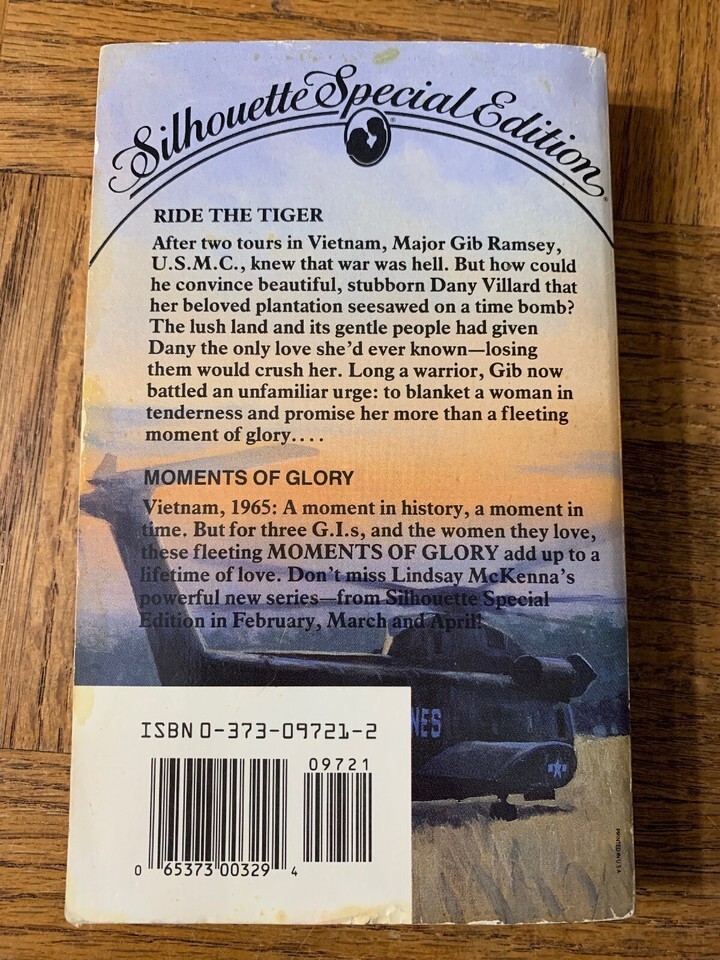 Silhouette Special Edition
®
RIDE THE TIGER
After two tours in Vietnam, Major Gib Ramsey,
U.S.M.C., knew that war was hell. But how could
he convince beautiful, stubborn Dany Villard that
her beloved plantation seesawed on a time bomb?
The lush land and its gentle people had given
Dany the only love she'd ever known—losing
them would crush her. Long a warrior, Gib now
battled an unfamiliar urge: to blanket a woman in
tenderness and promise her more than a fleeting
moment of glory....
MOMENTS OF GLORY
Vietnam, 1965: A moment in history, a moment in
time. But for three G.I.s, and the women they love,
these fleeting MOMENTS OF GLORY add up to a
lifetime of love. Don't miss Lindsay McKenna's
powerful new series—from Silhouette Special
Edition in February, March and April!
NES
ISBN 0-373-09721-2
09721
0 65373 00329 4
PRINTED IN U.S.A.